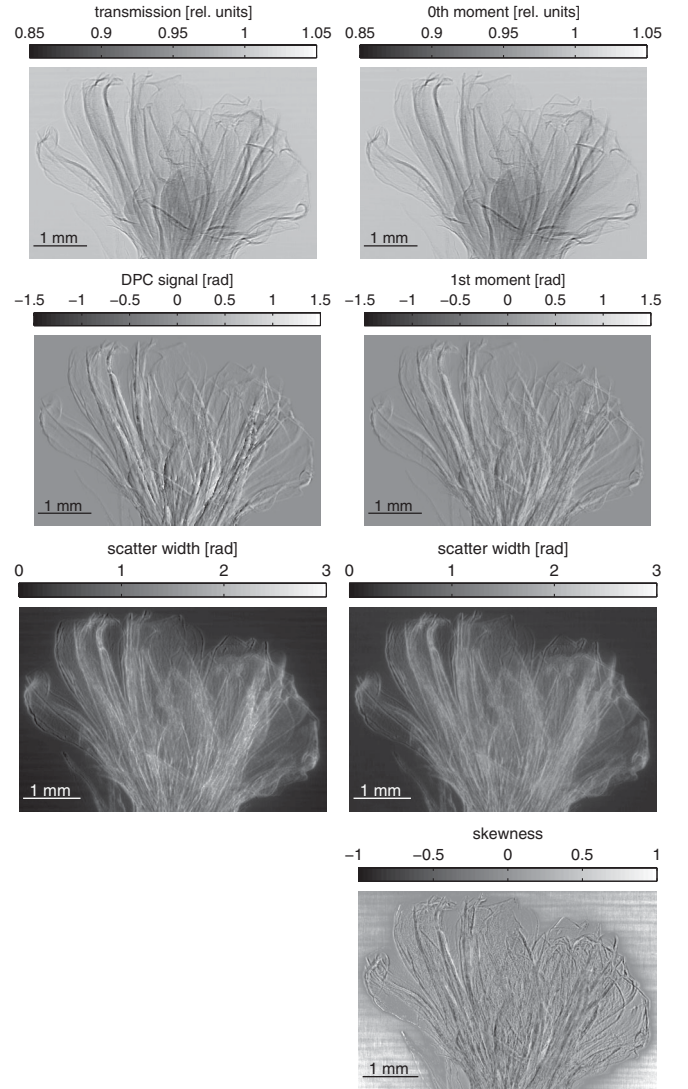 transmission [rel. units]
0.85 0.9 0.95 1 1.05
0th moment [rel. units]
0.85 0.9 0.95 1 1.05
1 mm
1 mm
DPC signal [rad]
−1.5 −1 −0.5 0 0.5 1 1.5
1st moment [rad]
−1.5 −1 −0.5 0 0.5 1 1.5
1 mm
1 mm
scatter width [rad]
0 1 2 3
scatter width [rad]
0 1 2 3
1 mm
1 mm
skewness
−1 −0.5 0 0.5 1
1 mm